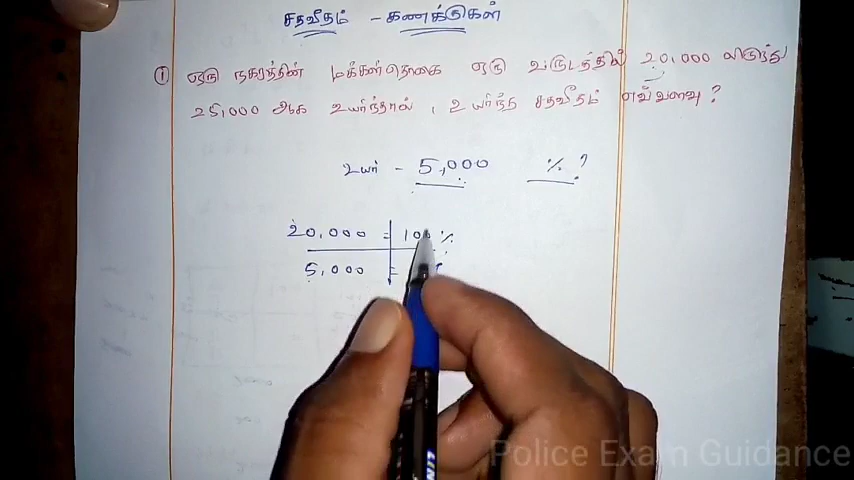 சதவீதம் - கணக்குகள்
① ஒரு நகரத்தின் மக்கள்தொகை ஒரு வருடத்தில் 20,000 லிருந்து
25,000 ஆக உயர்ந்தால், உயர்ந்த சதவீதம் எவ்வளவு?
உயர் - 5,000 %?
20,000 = 100 %
5,000 =
Police Exam Guidance